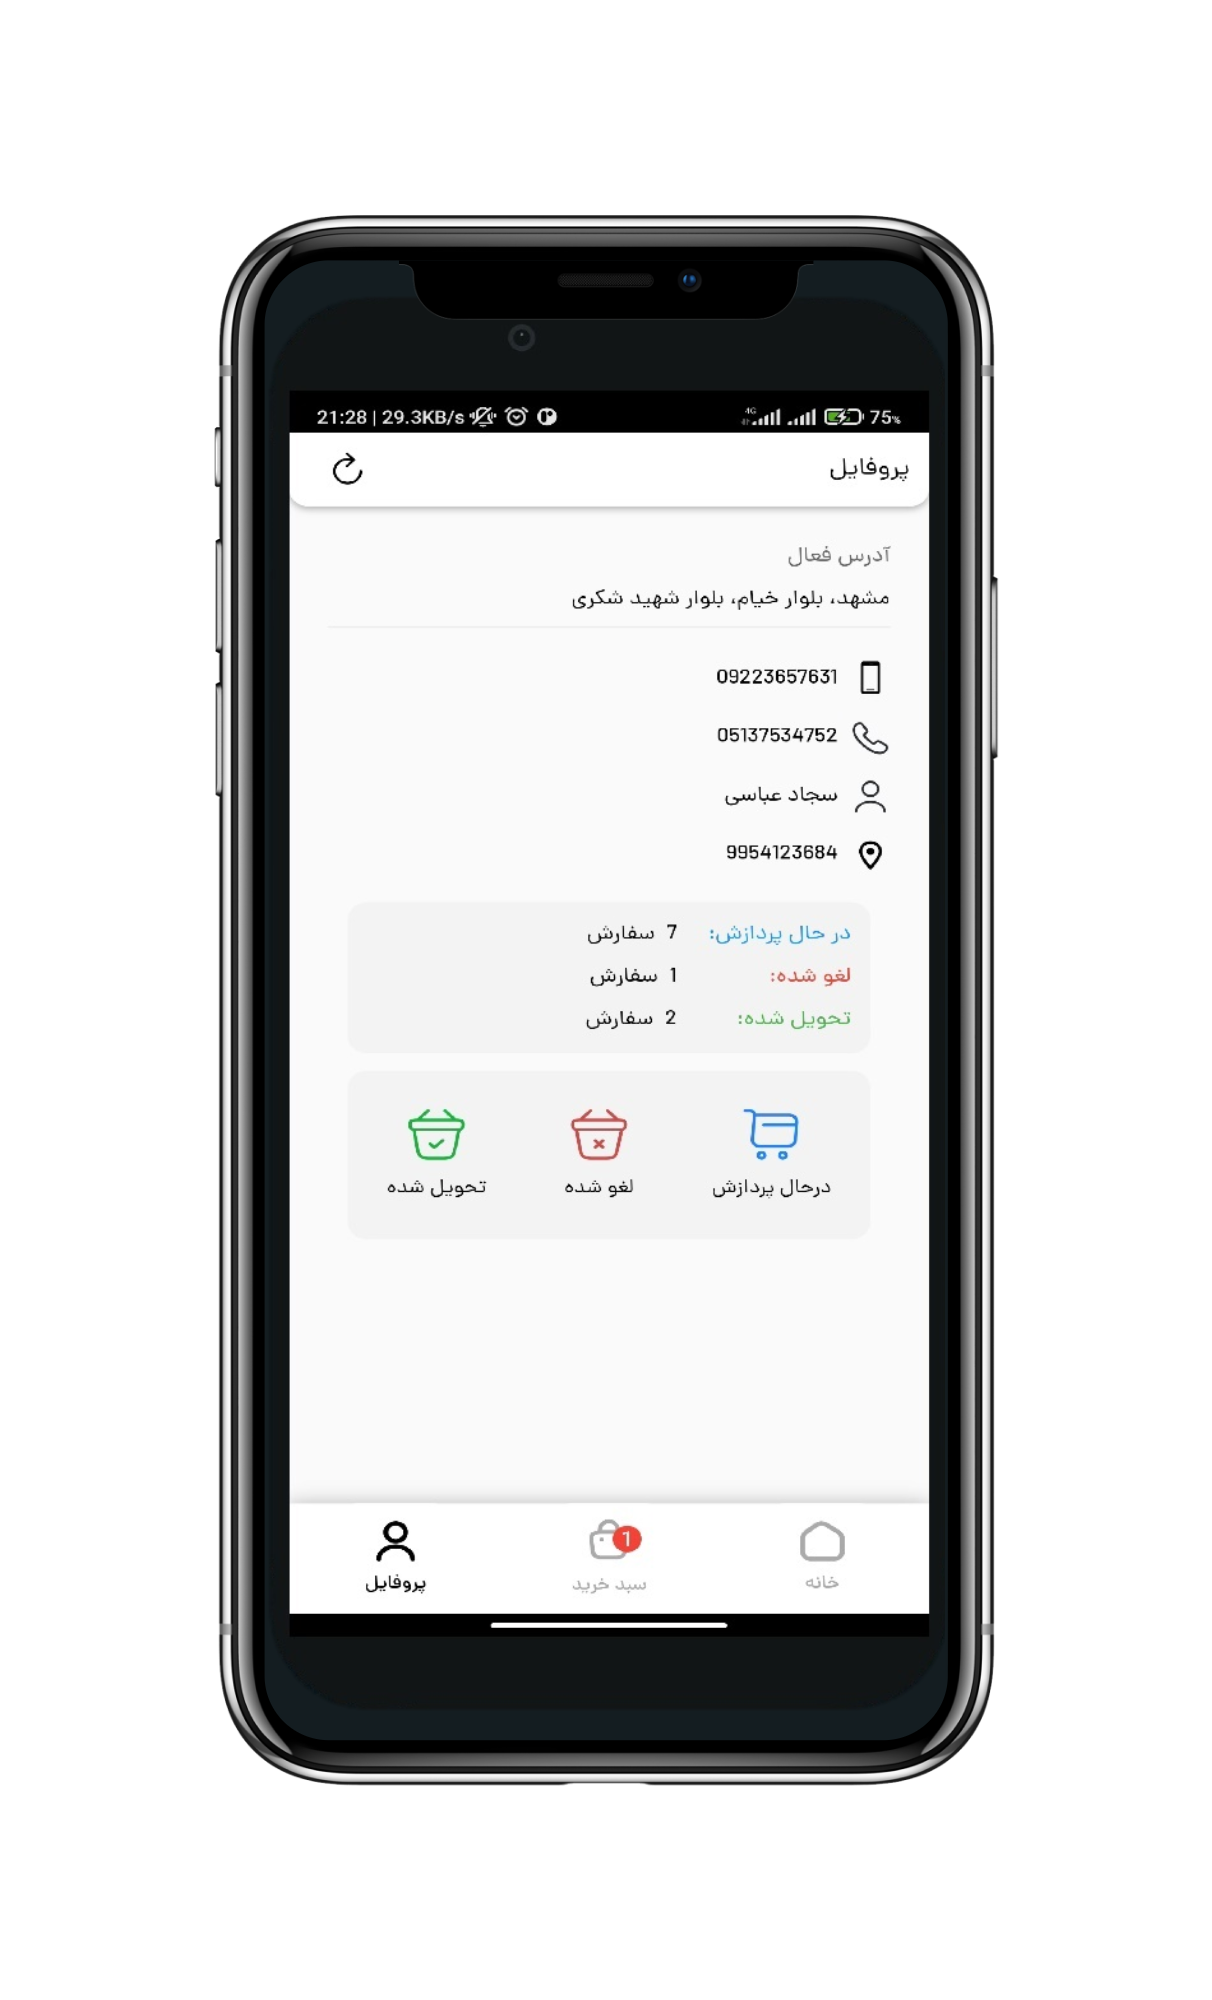 21:28 | 29.3KB/s 4G 75%
پروفایل
آدرس فعال
مشهد، بلوار خیام، بلوار شهید شکری
09223657631
05137534752
سجاد عباسی
9954123684
در حال پردازش: 7 سفارش
لغو شده: 1 سفارش
تحویل شده: 2 سفارش
درحال پردازش لغو شده تحویل شده
1
خانه سبد خرید پروفایل